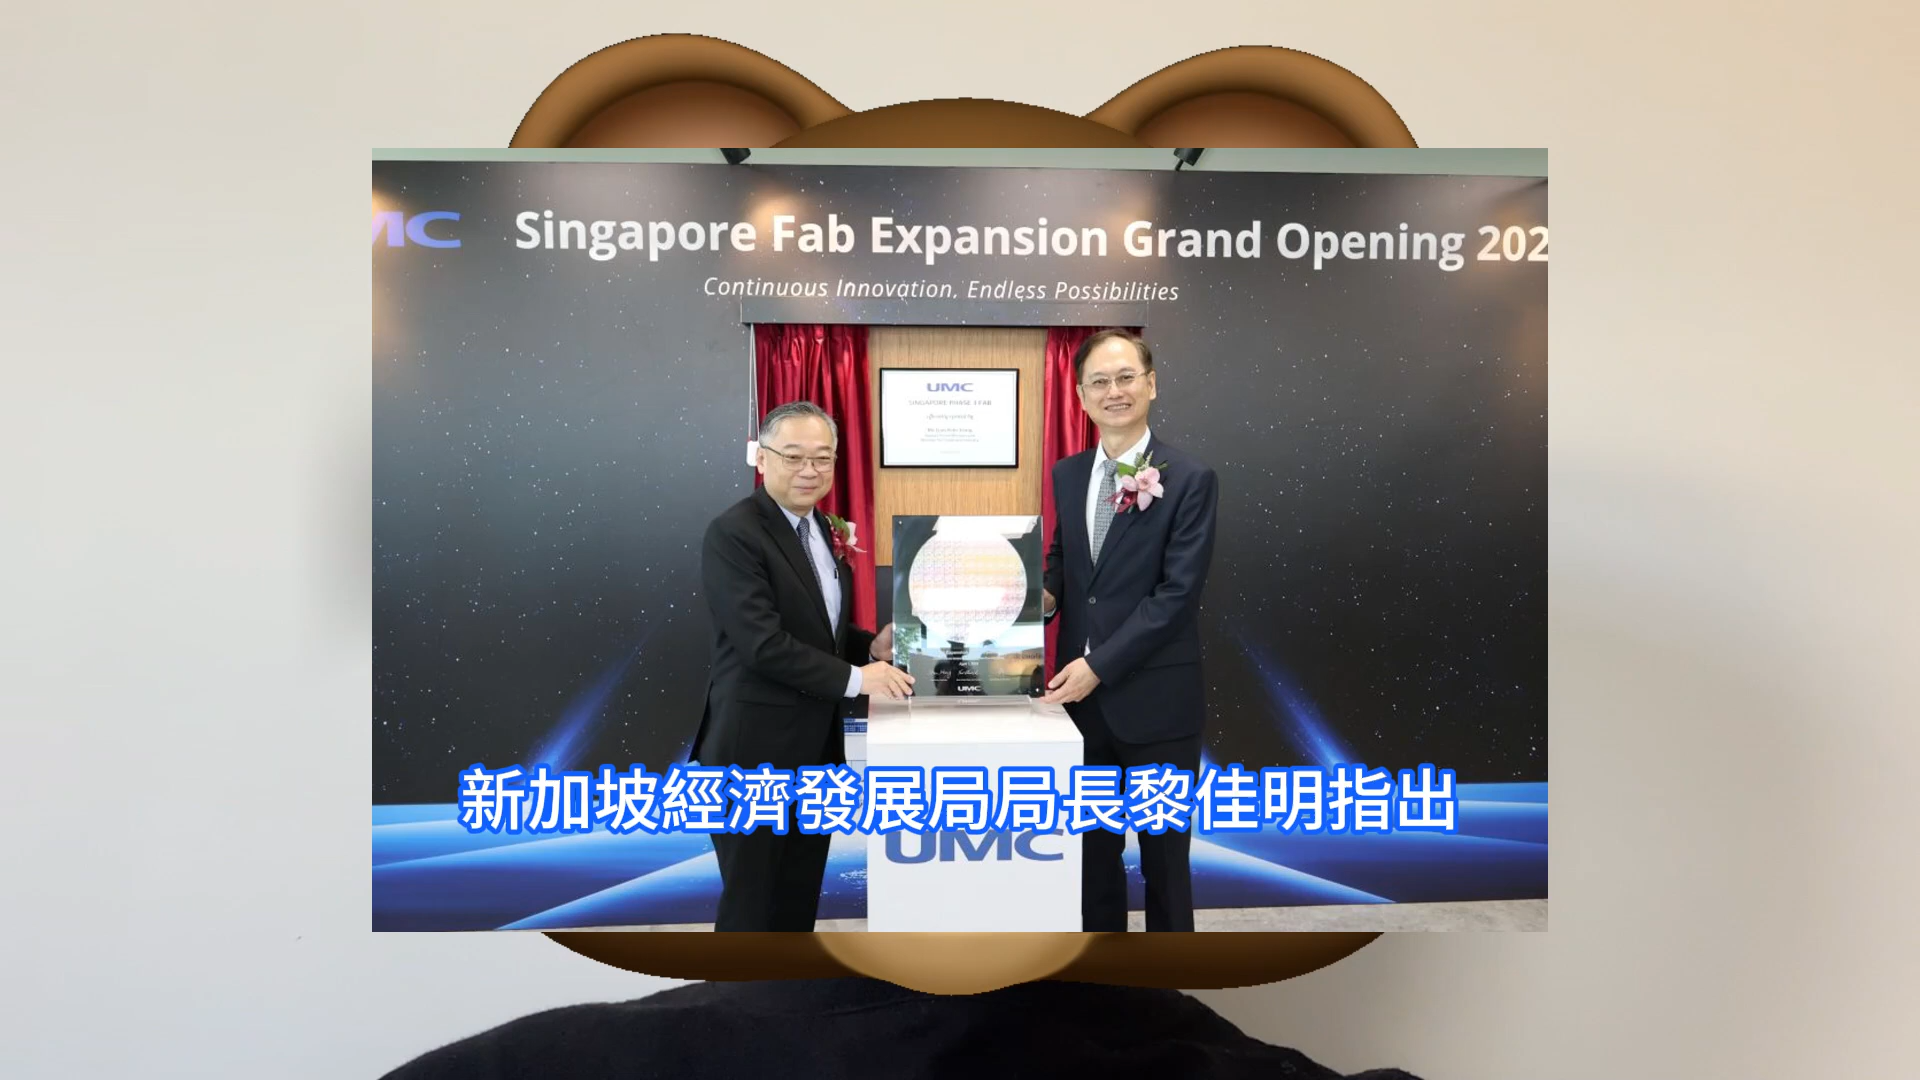 MC
Singapore Fab Expansion Grand Opening 202
Continuous Innovation, Endless Possibilities
UMC
SINGAPORE PHASE 3 FAB
UMC
新加坡經濟發展局局長黎佳明指出
UMC